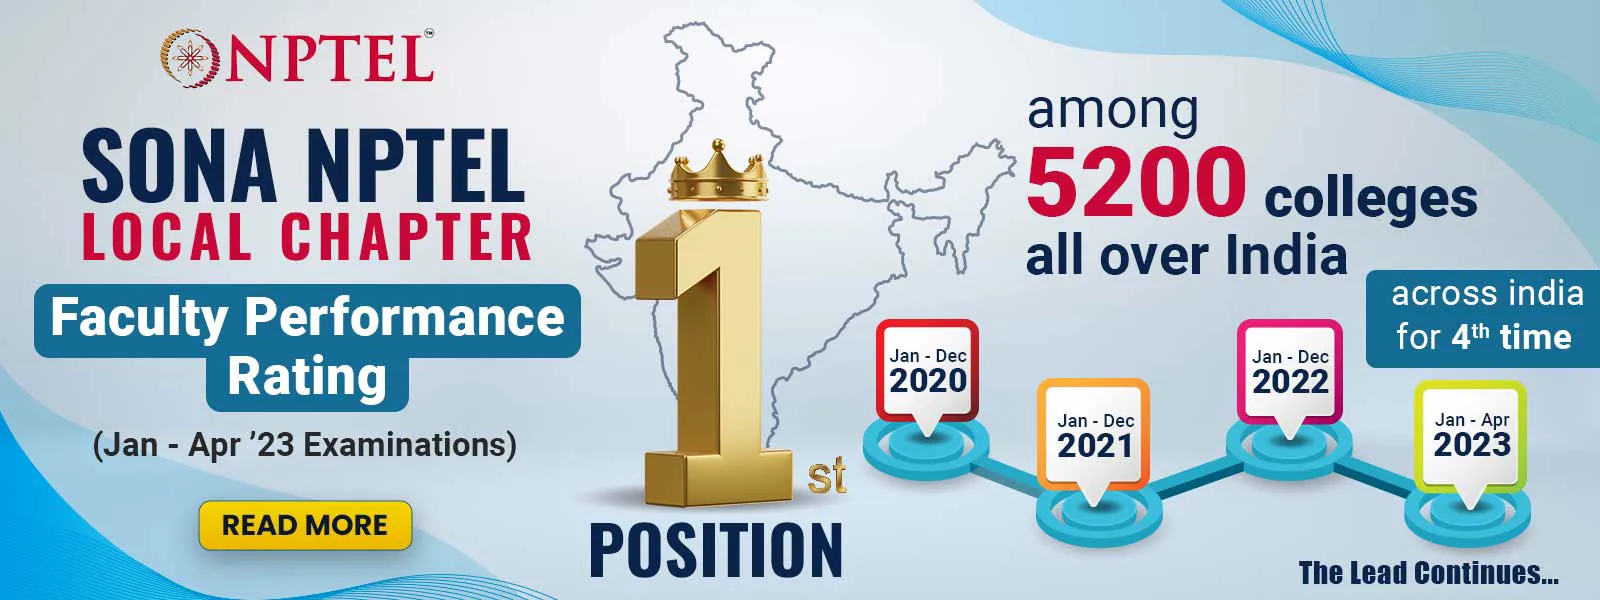 NPTEL™
SONA NPTEL
LOCAL CHAPTER
Faculty Performance
Rating
(Jan - Apr ’23 Examinations)
READ MORE
1st
POSITION
among
5200 colleges
all over India
across india
for 4th time
Jan - Dec
2020
Jan - Dec
2021
Jan - Dec
2022
Jan - Apr
2023
The Lead Continues...